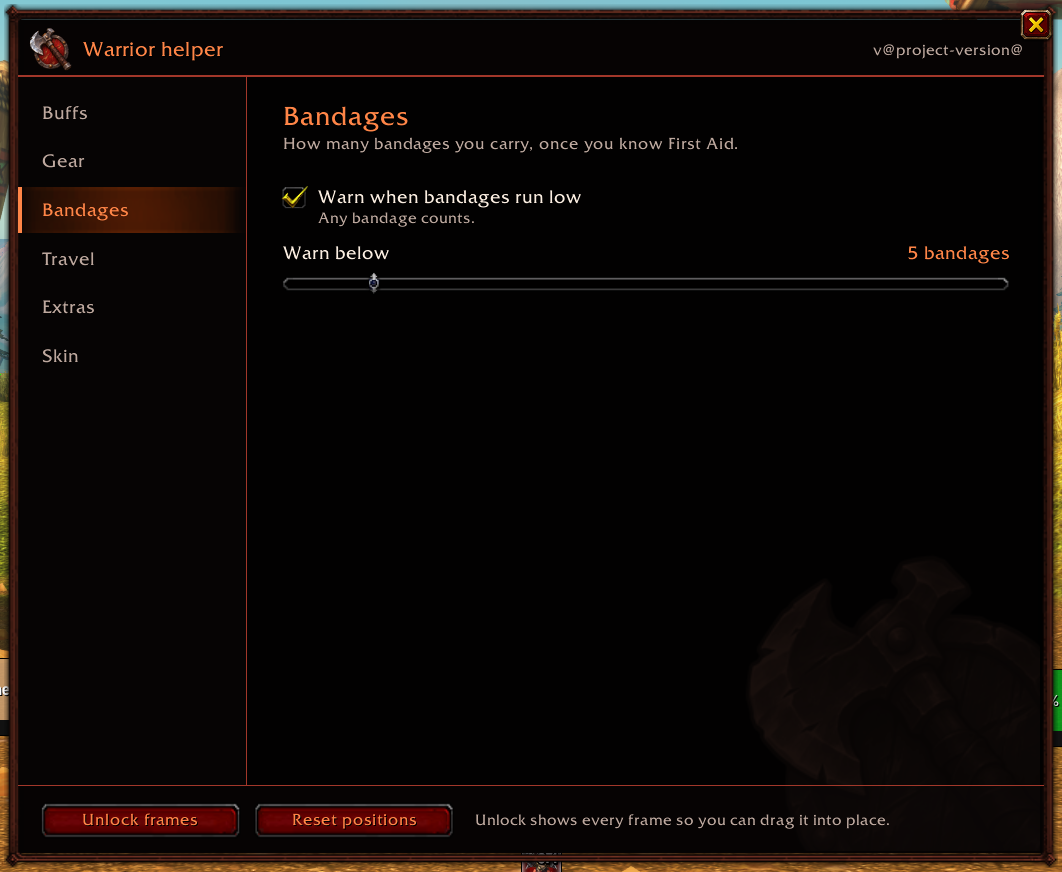 Warrior helper
v@project-version@
Buffs
Gear
Bandages
Travel
Extras
Skin
Bandages
How many bandages you carry, once you know First Aid.
Warn when bandages run low
Any bandage counts.
Warn below
5 bandages
Unlock frames
Reset positions
Unlock shows every frame so you can drag it into place.